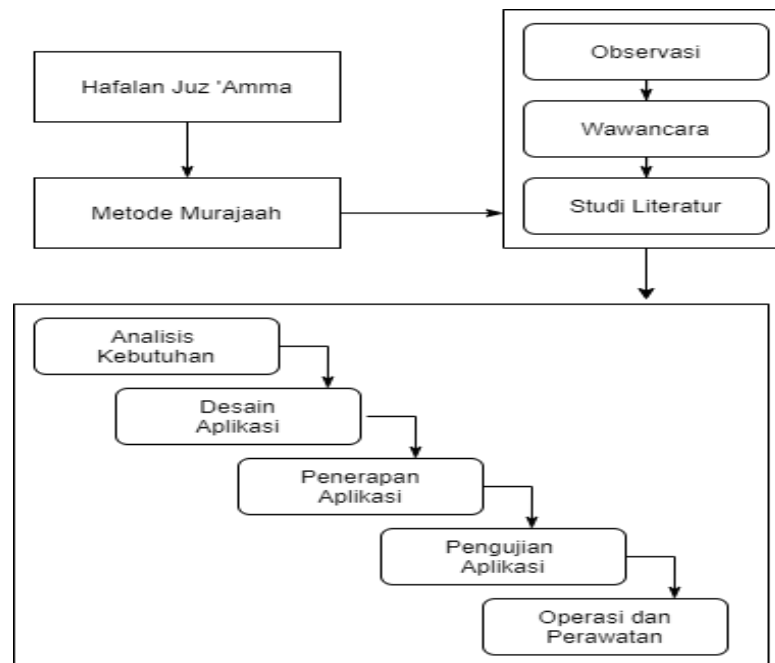 Hafalan Juz 'Amma
Metode Murajaah
Observasi
Wawancara
Studi Literatur
Analisis
Kebutuhan
Desain
Aplikasi
Penerapan
Aplikasi
Pengujian
Aplikasi
Operasi dan
Perawatan